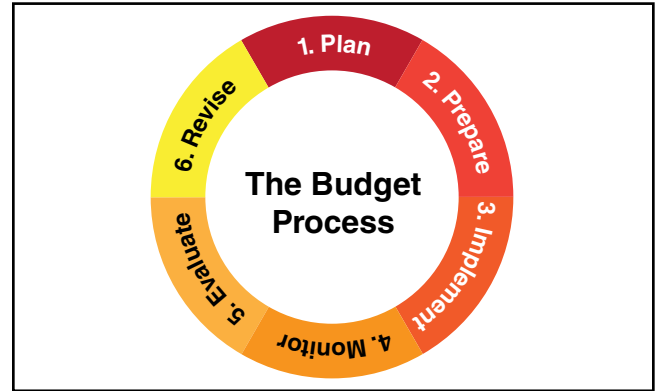 1. Plan
2. Prepare
3. Implement
4. Monitor
5. Evaluate
6. Revise
The Budget
Process